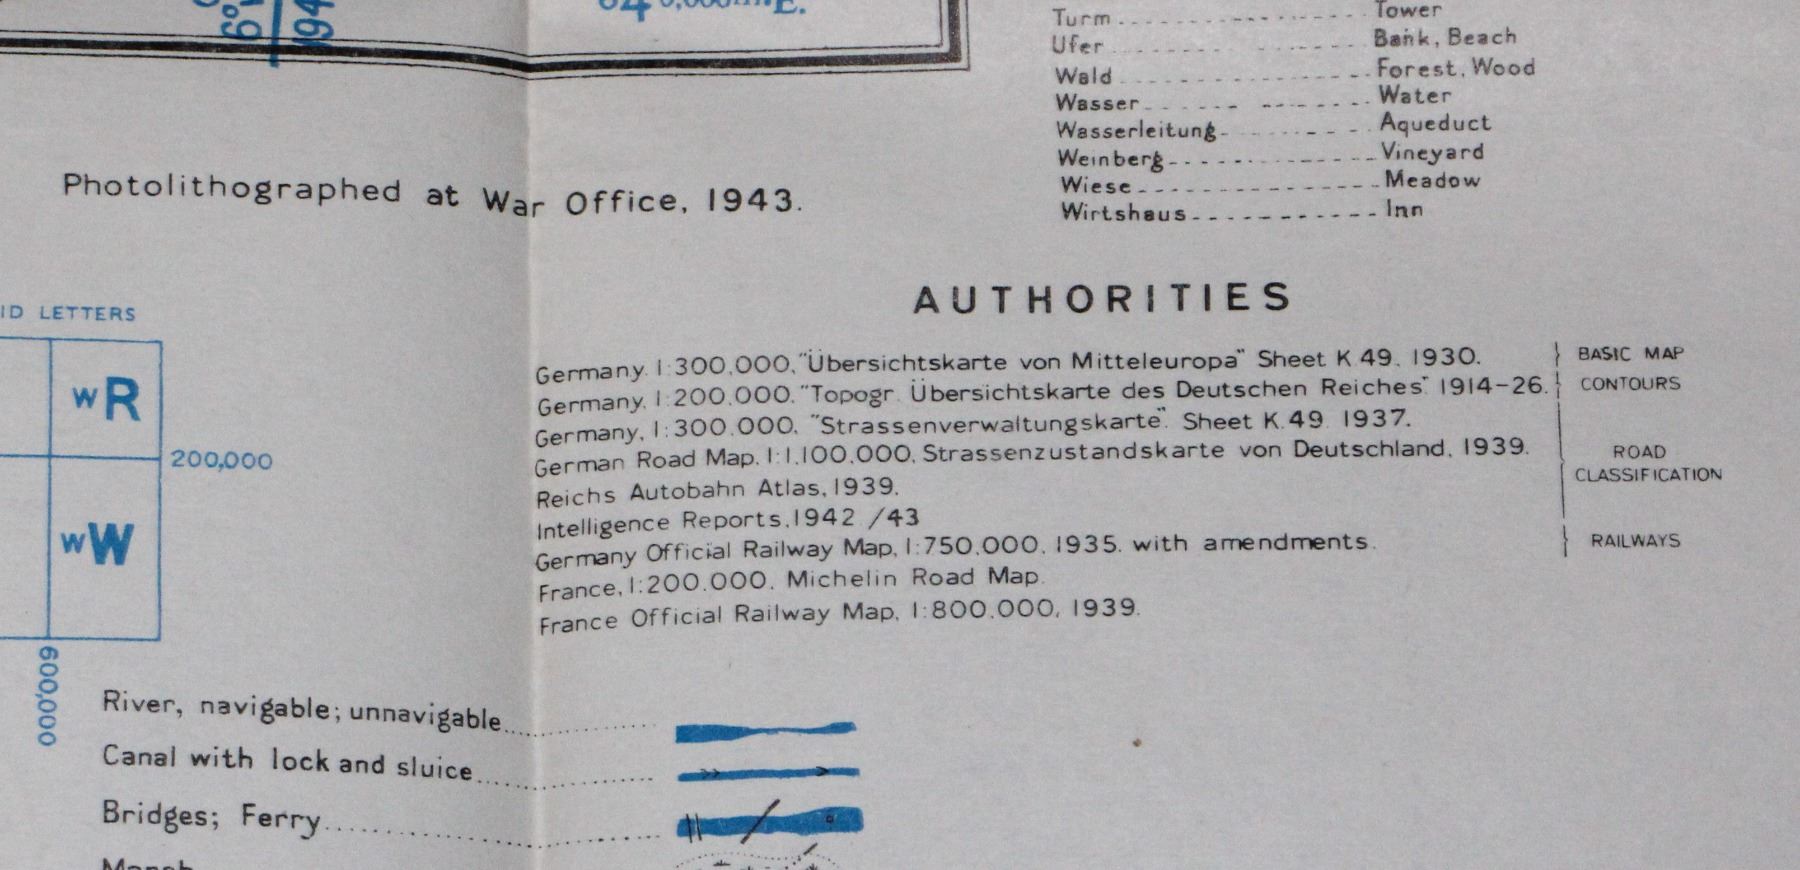 Turm Tower
Ufer Bank, Beach
Wald Forest, Wood
Wasser Water
Wasserleitung Aqueduct
Weinberg Vineyard
Wiese Meadow
Wirtshaus Inn
Photolithographed at War Office, 1943.
LETTERS
wR
200,000
wW
600,000
AUTHORITIES
Germany. 1:300,000, "Übersichtskarte von Mitteleuropa" Sheet K.49. 1930. } BASIC MAP
Germany, 1:200,000. "Topogr. Übersichtskarte des Deutschen Reiches" 1914-26. } CONTOURS
Germany, 1:300.000. "Strassenverwaltungskarte". Sheet K.49. 1937.
German Road Map. 1:1,100,000, Strassenzustandskarte von Deutschland, 1939. ROAD
Reichs Autobahn Atlas, 1939. CLASSIFICATION
Intelligence Reports, 1942 /43
Germany Official Railway Map, 1:750,000, 1935. with amendments. } RAILWAYS
France, 1:200.000. Michelin Road Map.
France Official Railway Map, 1:800,000, 1939.
River, navigable; unnavigable
Canal with lock and sluice
Bridges; Ferry